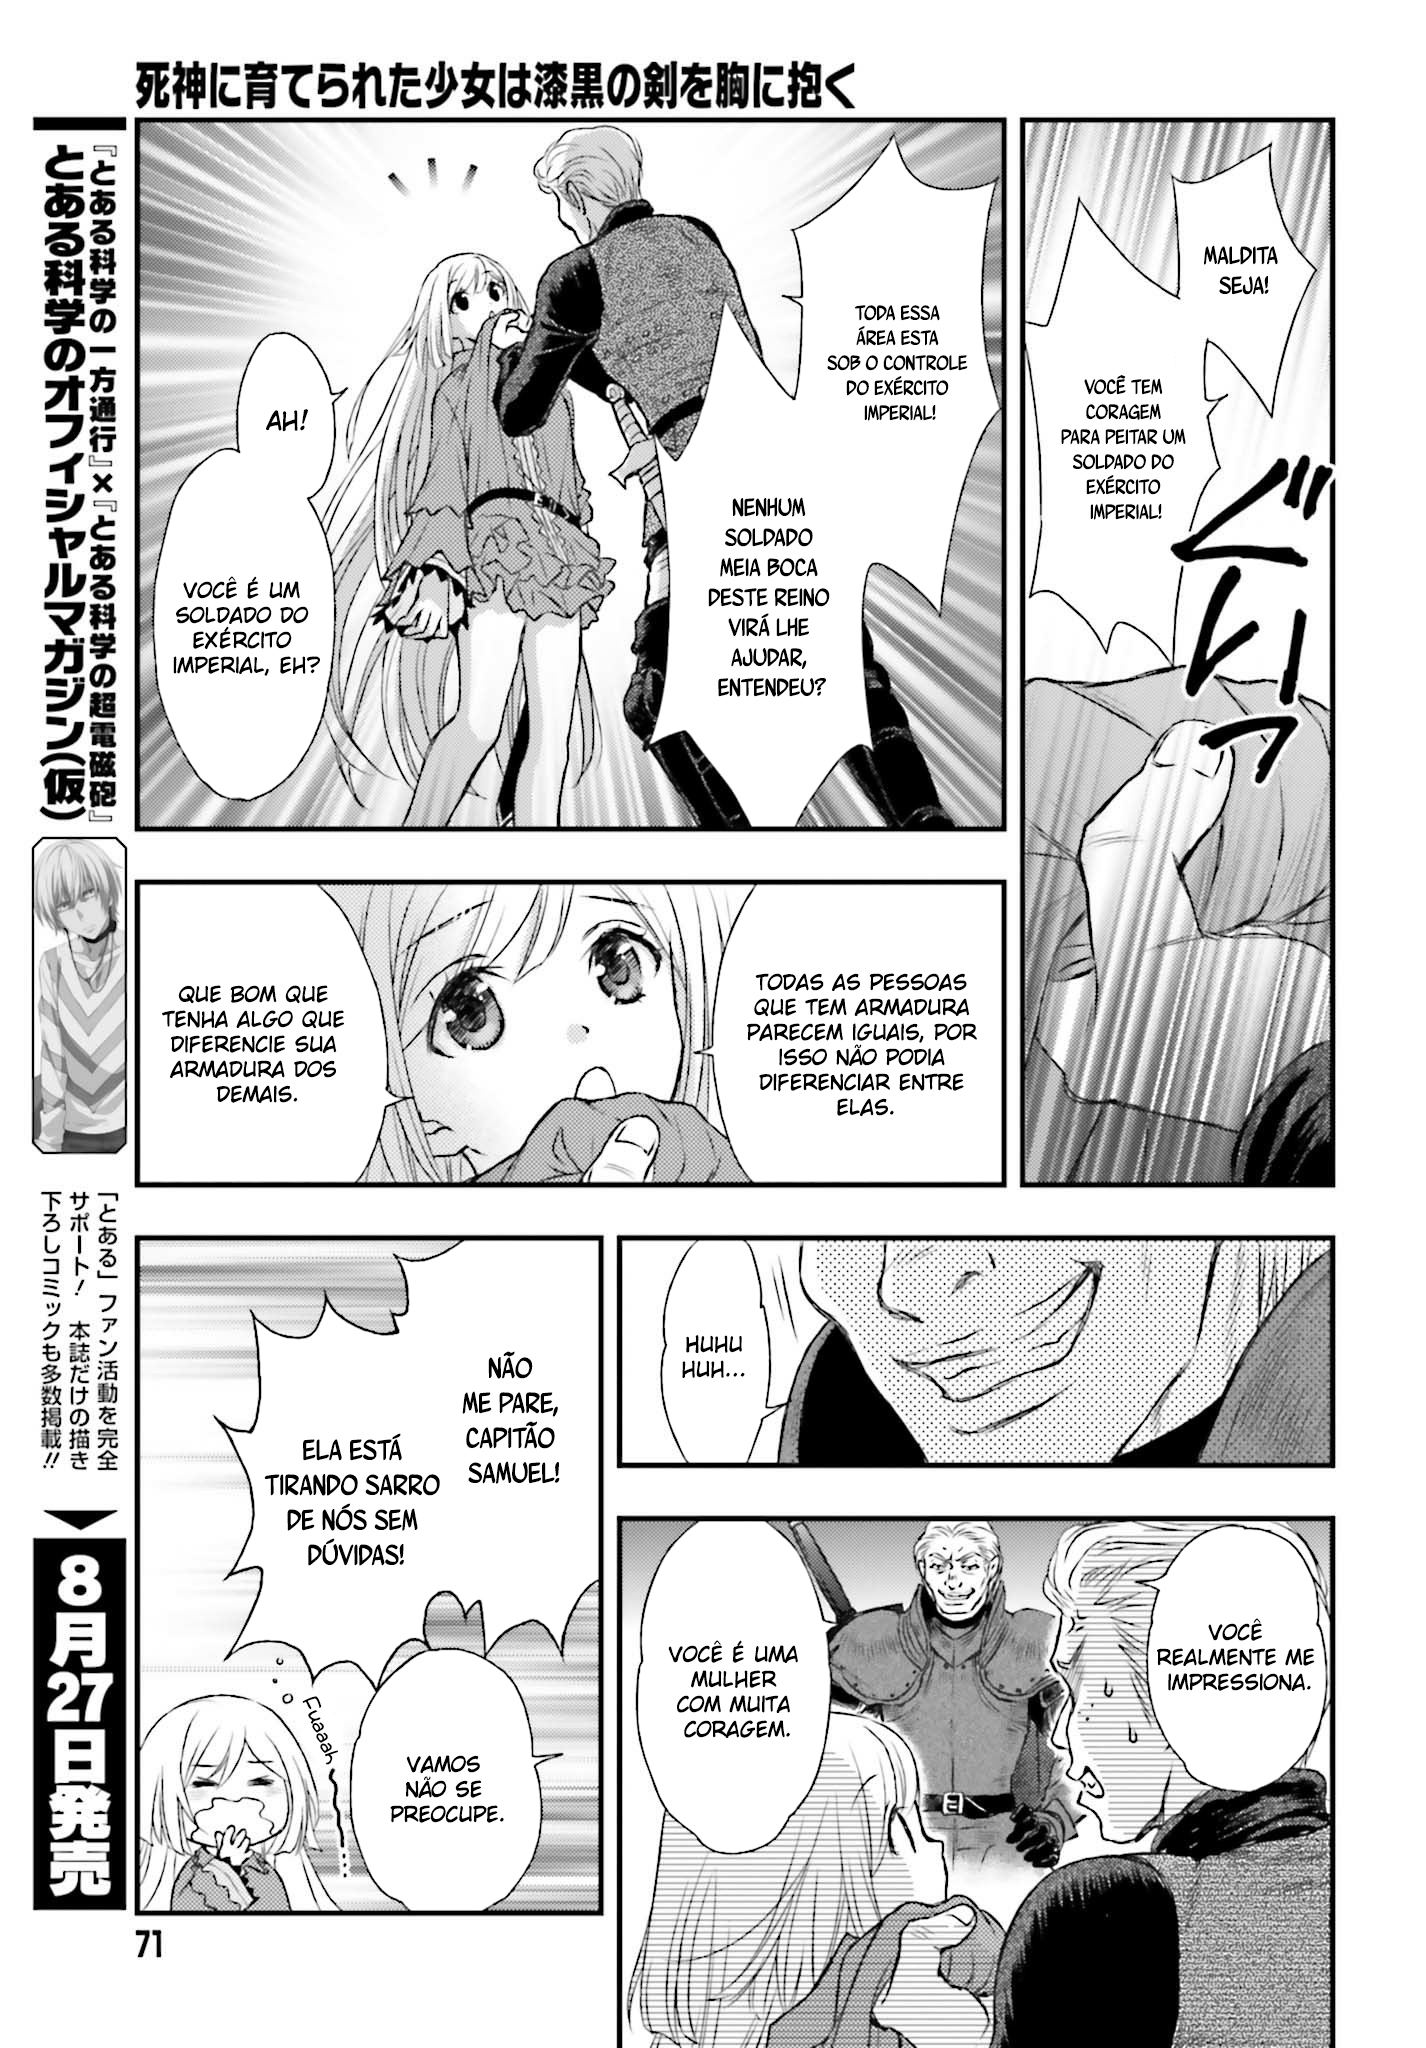 死神に育てられた少女は漆黒の剣を胸に抱く
MALDITA
SEJA!
VOCÊ TEM
CORAGEM
PARA PEITAR UM
SOLDADO DO
EXÉRCITO
IMPERIAL!
グイッ
TODA ESSA
ÁREA ESTA
SOB O CONTROLE
DO EXÉRCITO
IMPERIAL!
NENHUM
SOLDADO
MEIA BOCA
DESTE REINO
VIRÁ LHE
AJUDAR,
ENTENDEU?
AH!
VOCÊ É UM
SOLDADO DO
EXÉRCITO
IMPERIAL, EH?
TODAS AS PESSOAS
QUE TEM ARMADURA
PARECEM IGUAIS, POR
ISSO NÃO PODIA
DIFERENCIAR ENTRE
ELAS.
QUE BOM QUE
TENHA ALGO QUE
DIFERENCIE SUA
ARMADURA DOS
DEMAIS.
HUHU
HUH...
VOCÊ
REALMENTE ME
IMPRESSIONA.
VOCÊ É UMA
MULHER
COM MUITA
CORAGEM.
NÃO
ME PARE,
CAPITÃO
SAMUEL!
ELA ESTÁ
TIRANDO SARRO
DE NÓS SEM
DÚVIDAS!
VAMOS
NÃO SE
PREOCUPE.
Fuaaah
『とある科学の一方通行』×『とある科学の超電磁砲』
とある科学のオフィシャルマガジン(仮)
「とある」ファン活動を完全
サポート! 本誌だけの描き
下ろしコミックも多数掲載!!
8月27日発売
71